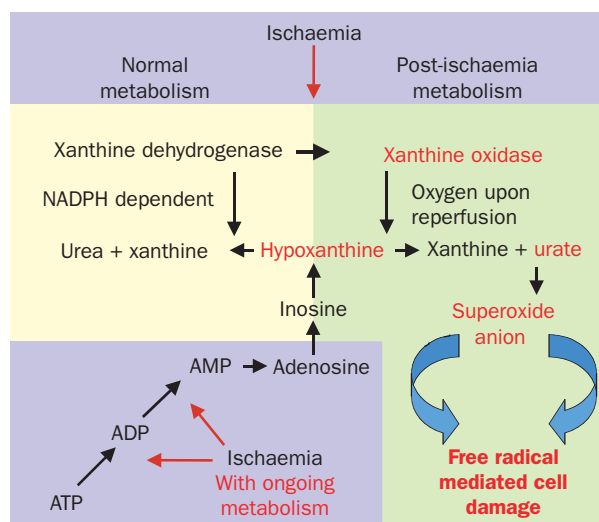 Ischaemia
Normal
metabolism
Post-ischaemia
metabolism
Xanthine dehydrogenase
Xanthine oxidase
NADPH dependent
Oxygen upon
reperfusion
Urea + xanthine
Hypoxanthine
Xanthine + urate
Inosine
Superoxide
anion
AMP
Adenosine
ADP
Ischaemia
With ongoing
metabolism
ATP
Free radical
mediated cell
damage